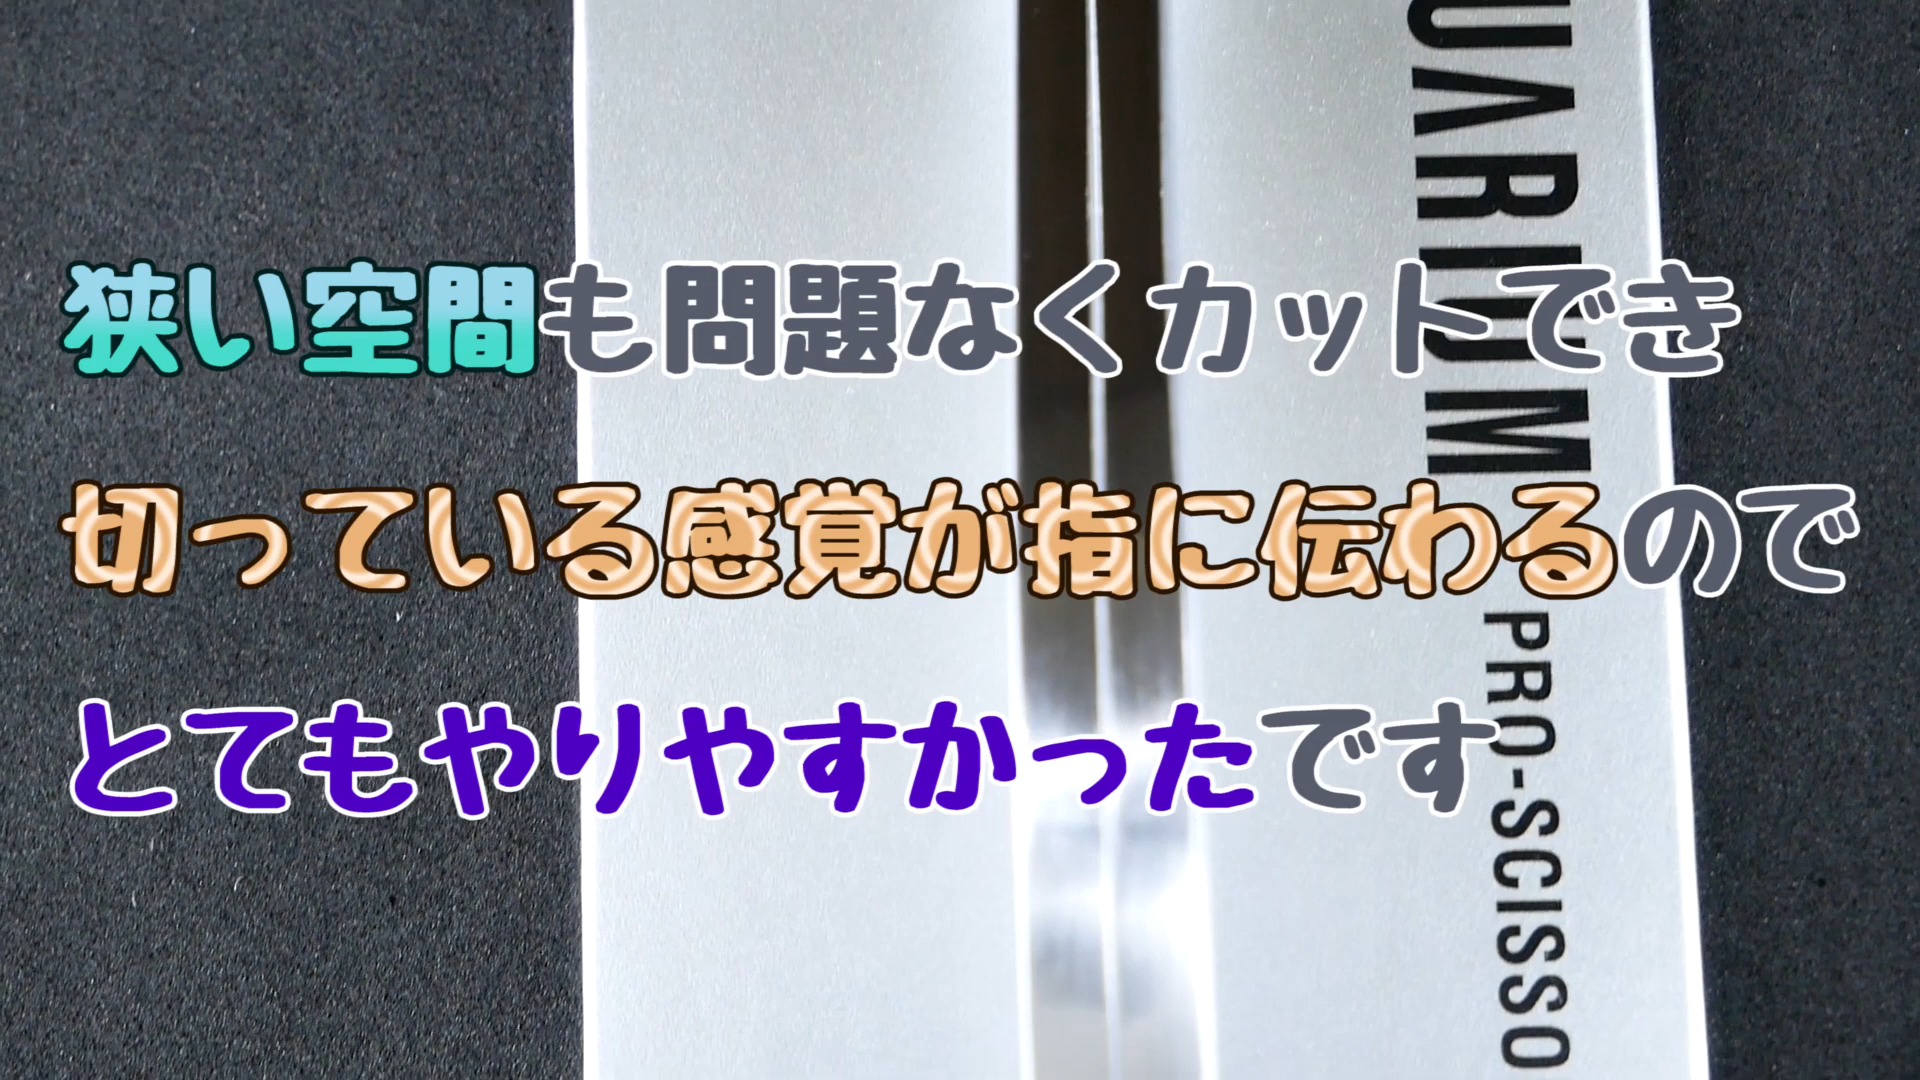 狭い空間も問題なくカットでき
切っている感覚が指に伝わるので
とてもやりやすかったです
UARIUM
PRO-SCISSO